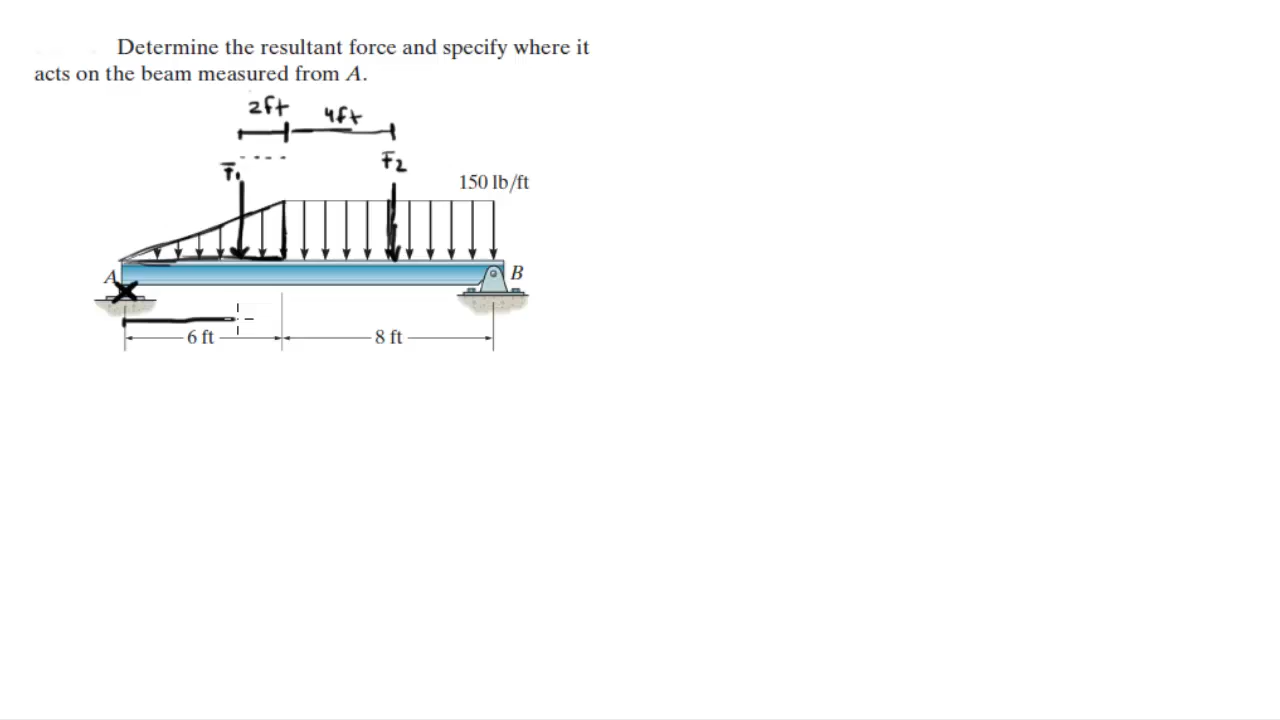 Determine the resultant force and specify where it
acts on the beam measured from A.
2ft 4ft
F1 F2
150 lb/ft
A B
6 ft 8 ft